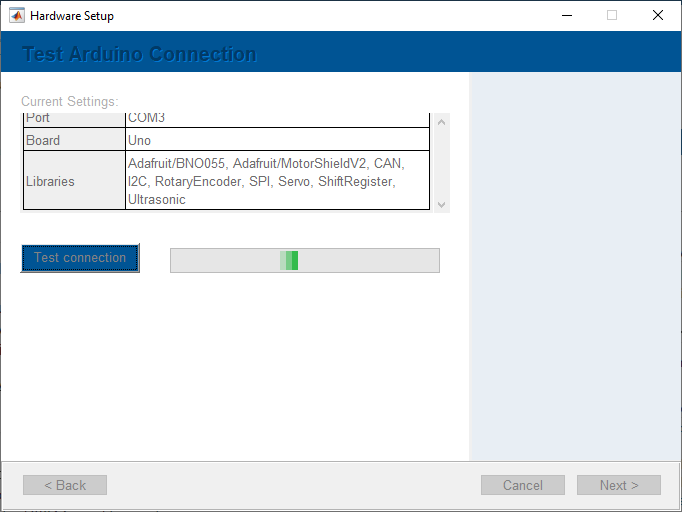 Hardware Setup
Test Arduino Connection
Current Settings:
Port COM3
Board Uno
Libraries Adafruit/BNO055, Adafruit/MotorShieldV2, CAN,
I2C, RotaryEncoder, SPI, Servo, ShiftRegister,
Ultrasonic
Test connection
< Back Cancel Next >